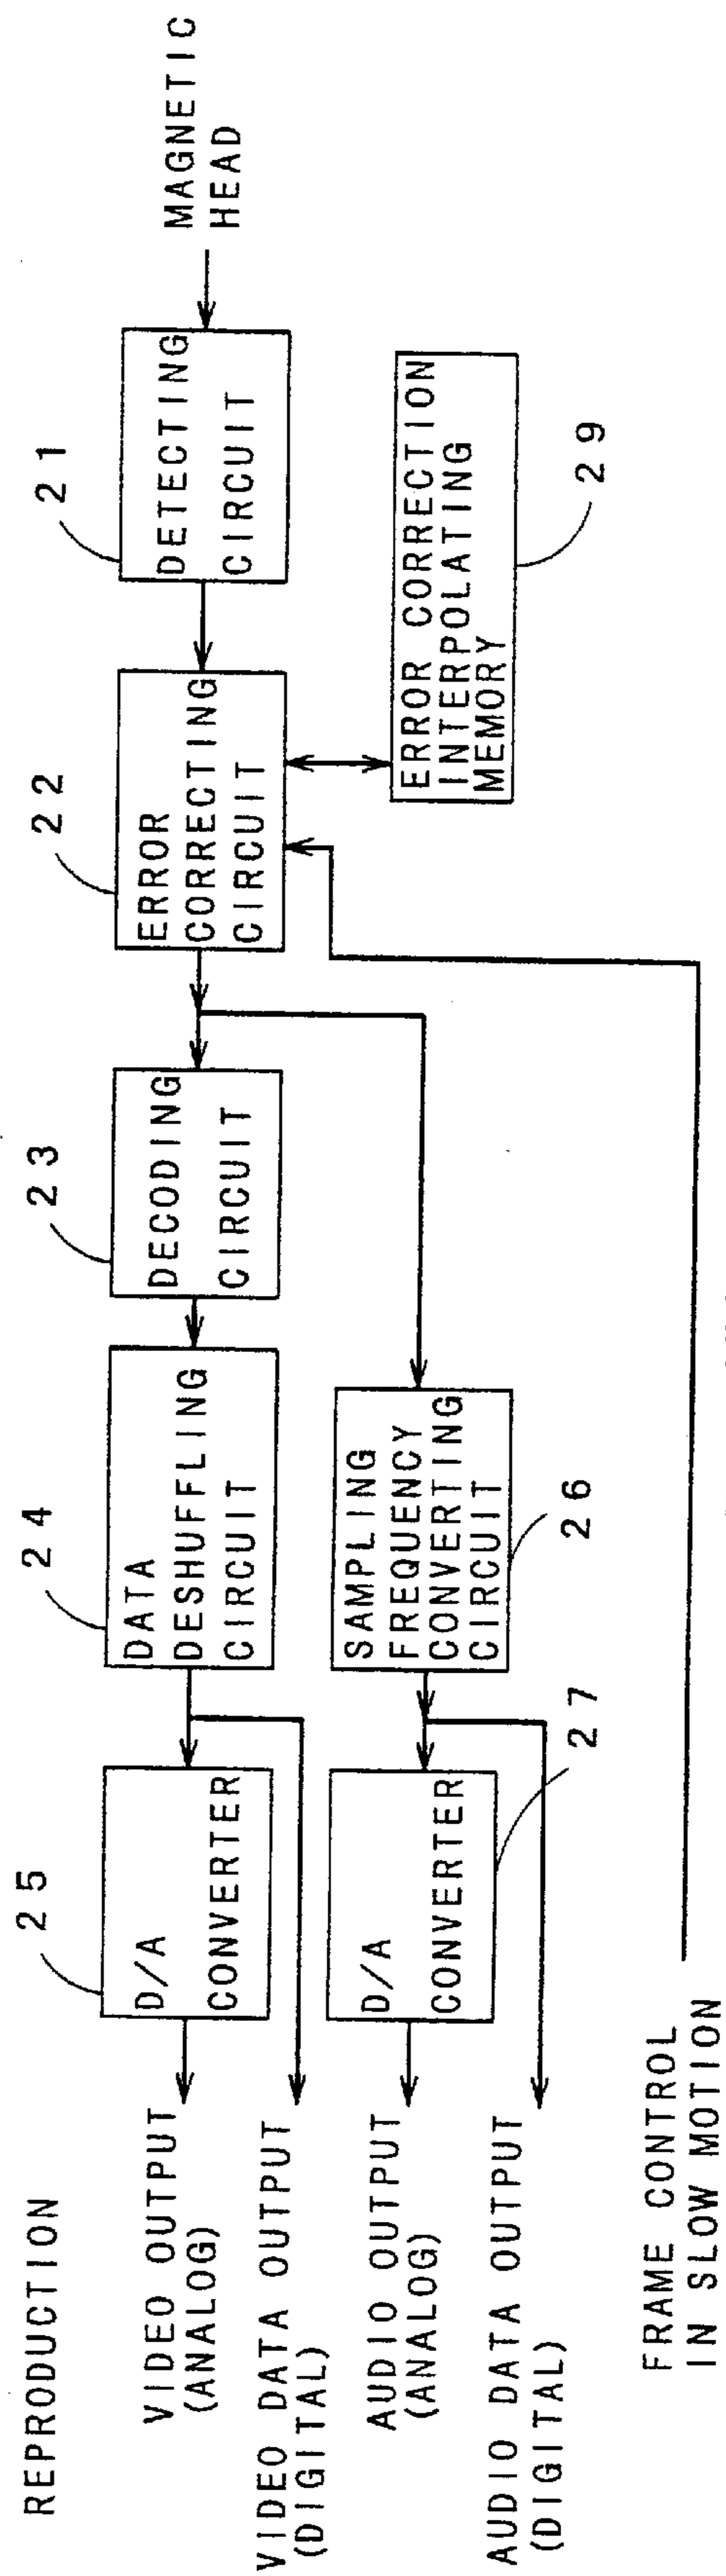 REPRODUCTION
25
D/A
CONVERTER
VIDEO OUTPUT
(ANALOG)
VIDEO DATA OUTPUT
(DIGITAL)
24
DATA
DESHUFFLING
CIRCUIT
23
DECODING
CIRCUIT
22
ERROR
CORRECTING
CIRCUIT
21
DETECTING
CIRCUIT
MAGNETIC
HEAD
D/A
CONVERTER
27
AUDIO OUTPUT
(ANALOG)
AUDIO DATA OUTPUT
(DIGITAL)
SAMPLING
FREQUENCY
CONVERTING
CIRCUIT
26
ERROR CORRECTION
INTERPOLATING
MEMORY
29
FRAME CONTROL
IN SLOW MOTION